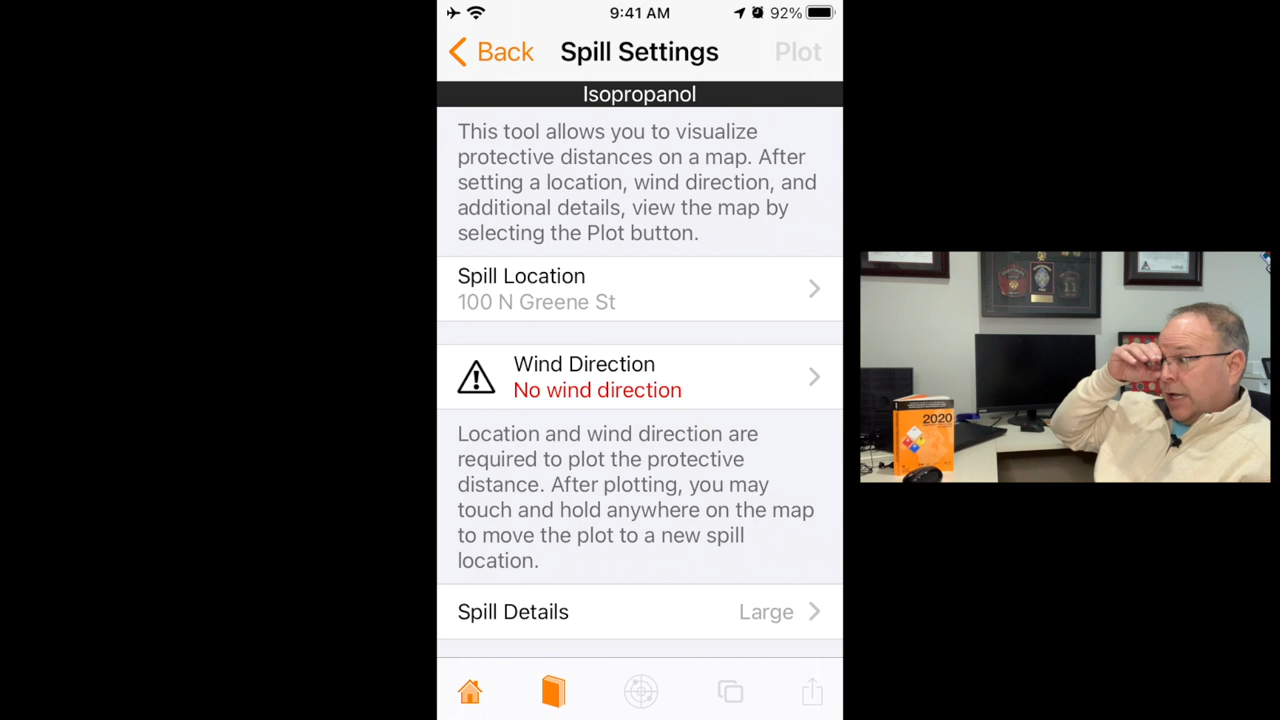 9:41 AM
92%
Back
Spill Settings
Plot
Isopropanol
This tool allows you to visualize
protective distances on a map. After
setting a location, wind direction, and
additional details, view the map by
selecting the Plot button.
Spill Location
100 N Greene St
Wind Direction
No wind direction
Location and wind direction are
required to plot the protective
distance. After plotting, you may
touch and hold anywhere on the map
to move the plot to a new spill
location.
Spill Details
Large
2020